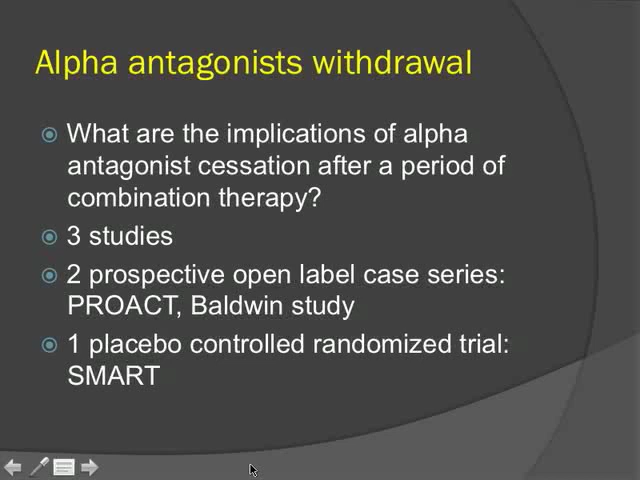 Alpha antagonists withdrawal
What are the implications of alpha
antagonist cessation after a period of
combination therapy?
3 studies
2 prospective open label case series:
PROACT, Baldwin study
1 placebo controlled randomized trial:
SMART